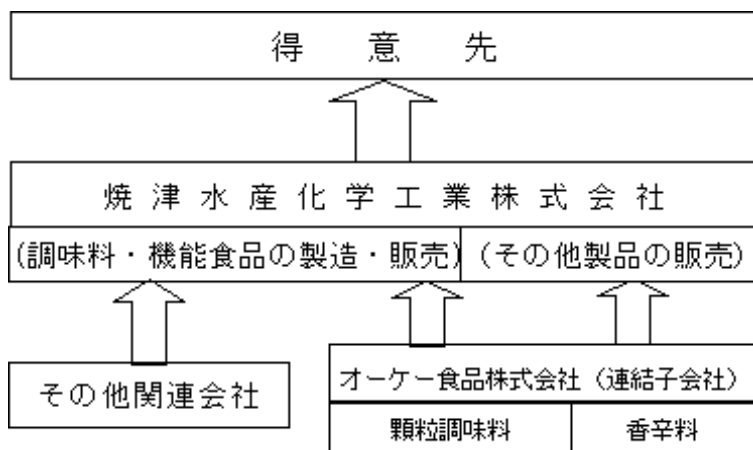 得意先
焼津水産化学工業株式会社
(調味料・機能食品の製造・販売) (その他製品の販売)
その他関連会社
オーケー食品株式会社(連結子会社)
顆粒調味料 香辛料